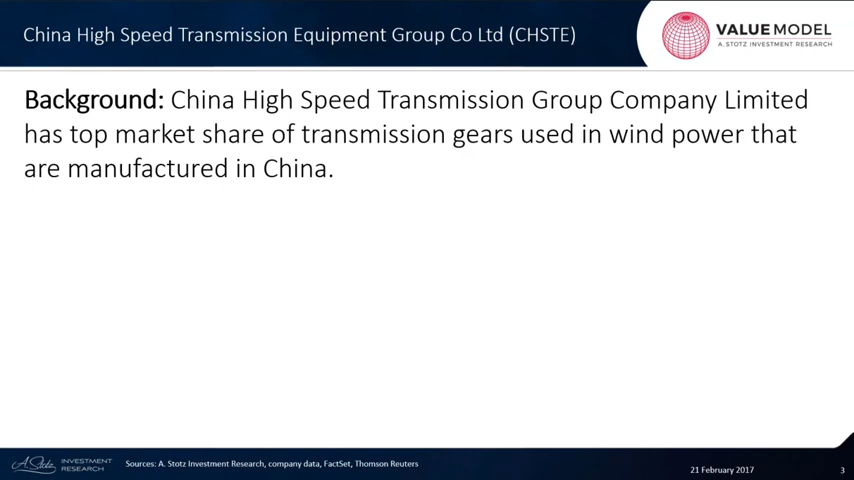 China High Speed Transmission Equipment Group Co Ltd (CHSTE)
VALUE MODEL
A. STOTZ INVESTMENT RESEARCH
Background: China High Speed Transmission Group Company Limited
has top market share of transmission gears used in wind power that
are manufactured in China.
A. Stotz
INVESTMENT
RESEARCH
Sources: A. Stotz Investment Research, company data, FactSet, Thomson Reuters
21 February 2017
3